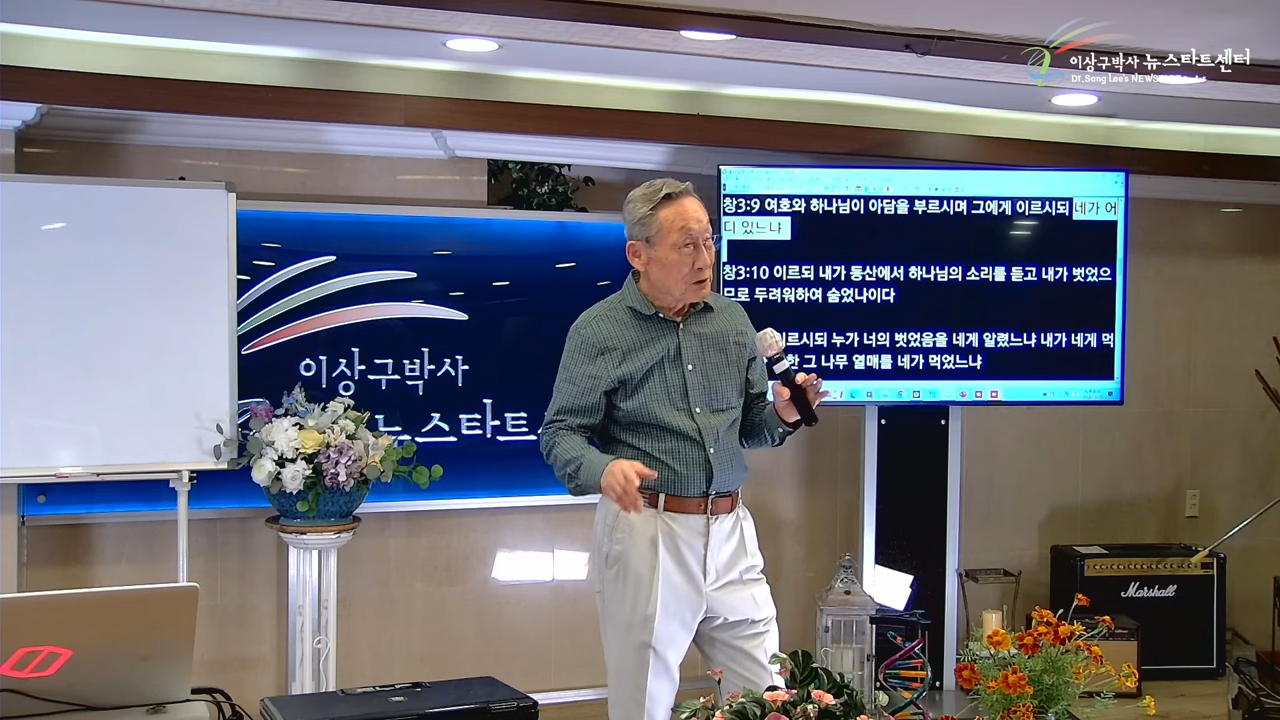 이상구박사 뉴스타트센터
Dr.Sang Lee's
창3:9 여호와 하나님이 아담을 부르시며 그에게 이르시되 네가 어
디 있느냐
창3:10 이르되 내가 동산에서 하나님의 소리를 듣고 내가 벗었으
므로 두려워하여 숨었나이다
이르시되 누가 너의 벗었음을 네게 알렸느냐 내가 네게 먹
한 그 나무 열매를 네가 먹었느냐
이상구박사
뉴스타트
Marshall